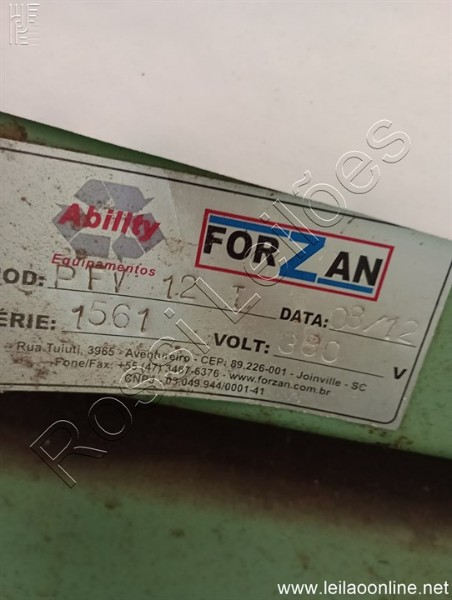 Ability
Equipamentos
FORZAN
OD: PFV 12 T DATA: 08/12
ÉRIE: 1561 VOLT: 380 V
Rua Tuiuti, 3965 - Aventureiro - CEP: 89.226-001 - Joinville - SC
Fone/Fax: +55 (47) 3467-6376 - www.forzan.com.br
CNPJ - 03.049.944/0001-41
Rossi Leilões
www.leilaoonline.net